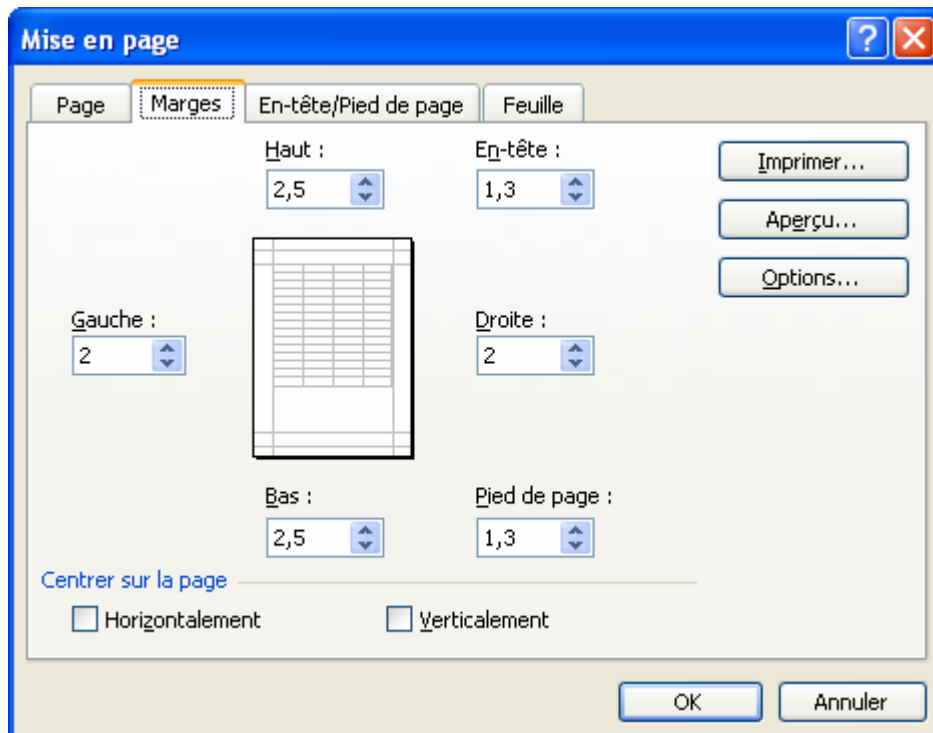 Mise en page
Page Marges En-tête/Pied de page Feuille
Haut : En-tête :
2,5 1,3
Imprimer...
Aperçu...
Options...
Gauche : Droite :
2 2
Bas : Pied de page :
2,5 1,3
Centrer sur la page
Horizontalement Verticalement
OK Annuler